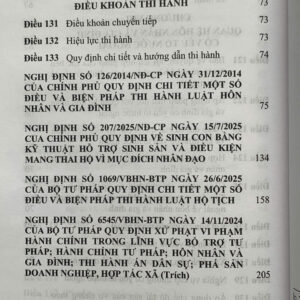 ĐIỀU KHOẢN THI HÀNH 73
Điều 131 Điều khoản chuyển tiếp 73
Điều 132 Hiệu lực thi hành 73
Điều 133 Quy định chi tiết và hướng dẫn thi hành 74
NGHỊ ĐỊNH SỐ 126/2014/NĐ-CP NGÀY 31/12/2014
CỦA CHÍNH PHỦ QUY ĐỊNH CHI TIẾT MỘT SỐ
ĐIỀU VÀ BIỆN PHÁP THI HÀNH LUẬT HÔN
NHÂN VÀ GIA ĐÌNH 75
NGHỊ ĐỊNH SỐ 207/2025/NĐ-CP NGÀY 15/7/2025
CUA CHÍNH PHỦ QUY ĐỊNH VỀ SINH CON BẰNG
KỸ THUẬT HỖ TRỢ SINH SẢN VÀ ĐIỀU KIỆN
MANG THAI HỘ VÌ MỤC ĐÍCH NHÂN ĐẠO 134
NGHỊ ĐỊNH SỐ 1069/VBHN-BTP NGÀY 26/6/2025
CỦA BỘ TƯ PHÁP QUY ĐỊNH CHI TIẾT MỘT SỐ
ĐIỀU VÀ BIỆN PHÁP THI HÀNH LUẬT HỘ TỊCH 158
NGHỊ ĐỊNH SỐ 6545/VBHN-BTP NGÀY 14/11/2024
CỦA BỘ TƯ PHÁP QUY ĐỊNH XỬ PHẠT VI PHẠM
HÀNH CHÍNH TRONG LĨNH VỰC BỔ TRỢ TƯ
PHÁP; HÀNH CHÍNH TƯ PHÁP; HÔN NHÂN VÀ
GIA ĐÌNH; THI HÀNH ÁN DÂN SỰ; PHÁ SẢN
DOANH NGHIỆP, HỢP TÁC XÃ (Trích) 205